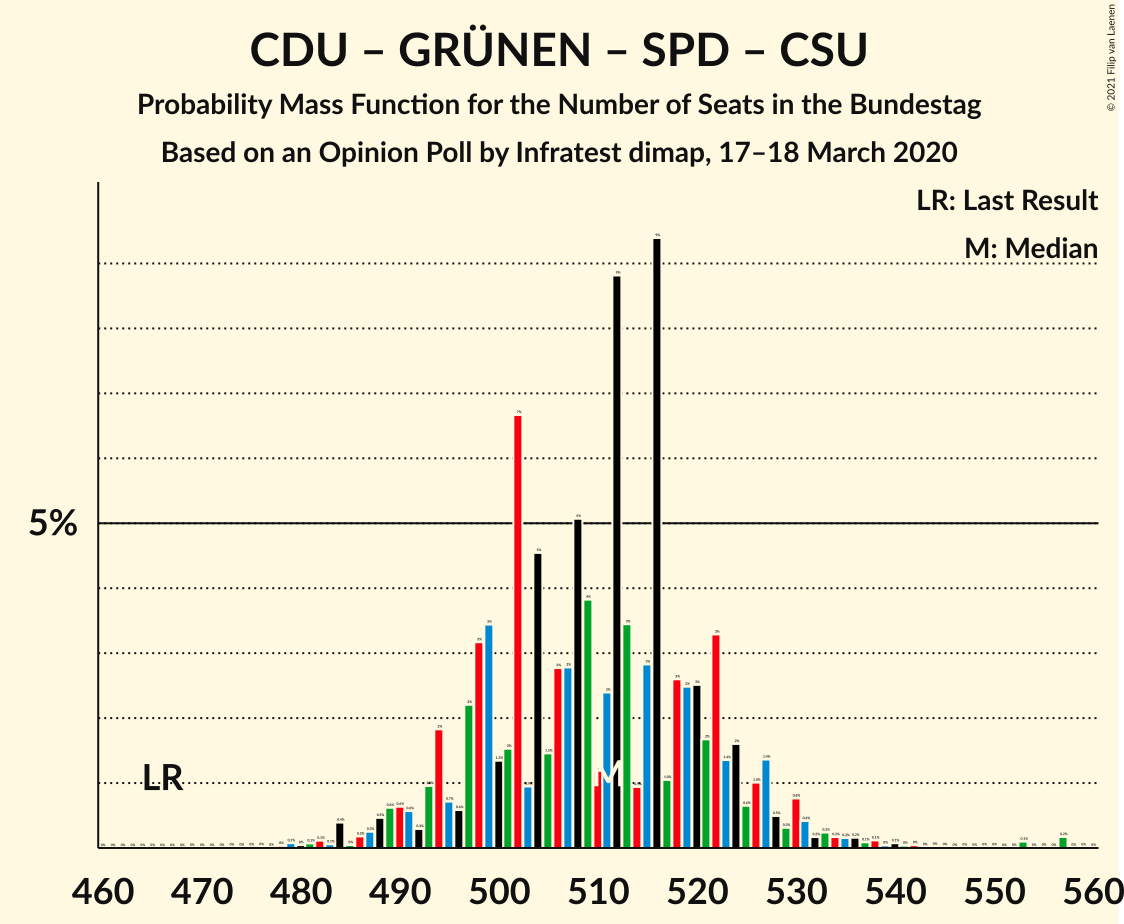 CDU – GRÜNEN – SPD – CSU
Probability Mass Function for the Number of Seats in the Bundestag
Based on an Opinion Poll by Infratest dimap, 17–18 March 2020
© 2021 Filip van Laenen
LR: Last Result
M: Median
5%
LR
M
460 470 480 490 500 510 520 530 540 550 560